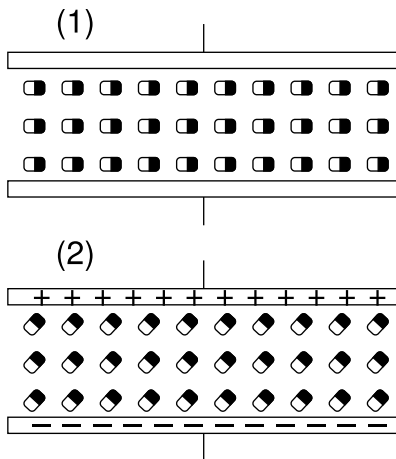 (1)
(2)
+ + + + + + + + + + + +
− − − − − − − − − − − −